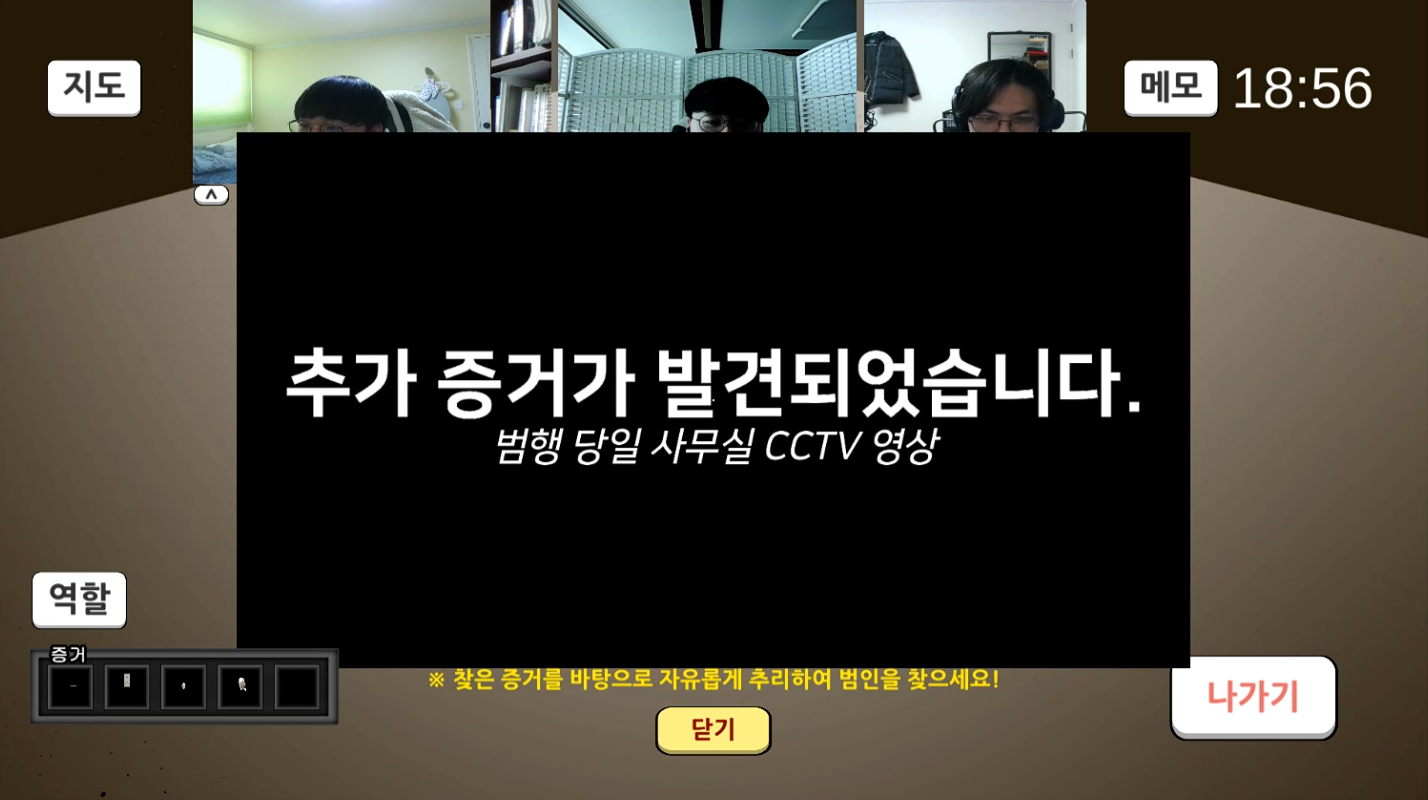 지도
메모
18:56
추가 증거가 발견되었습니다.
범행 당일 사무실 CCTV 영상
역할
증거
※ 찾은 증거를 바탕으로 자유롭게 추리하여 범인을 찾으세요!
닫기
나가기